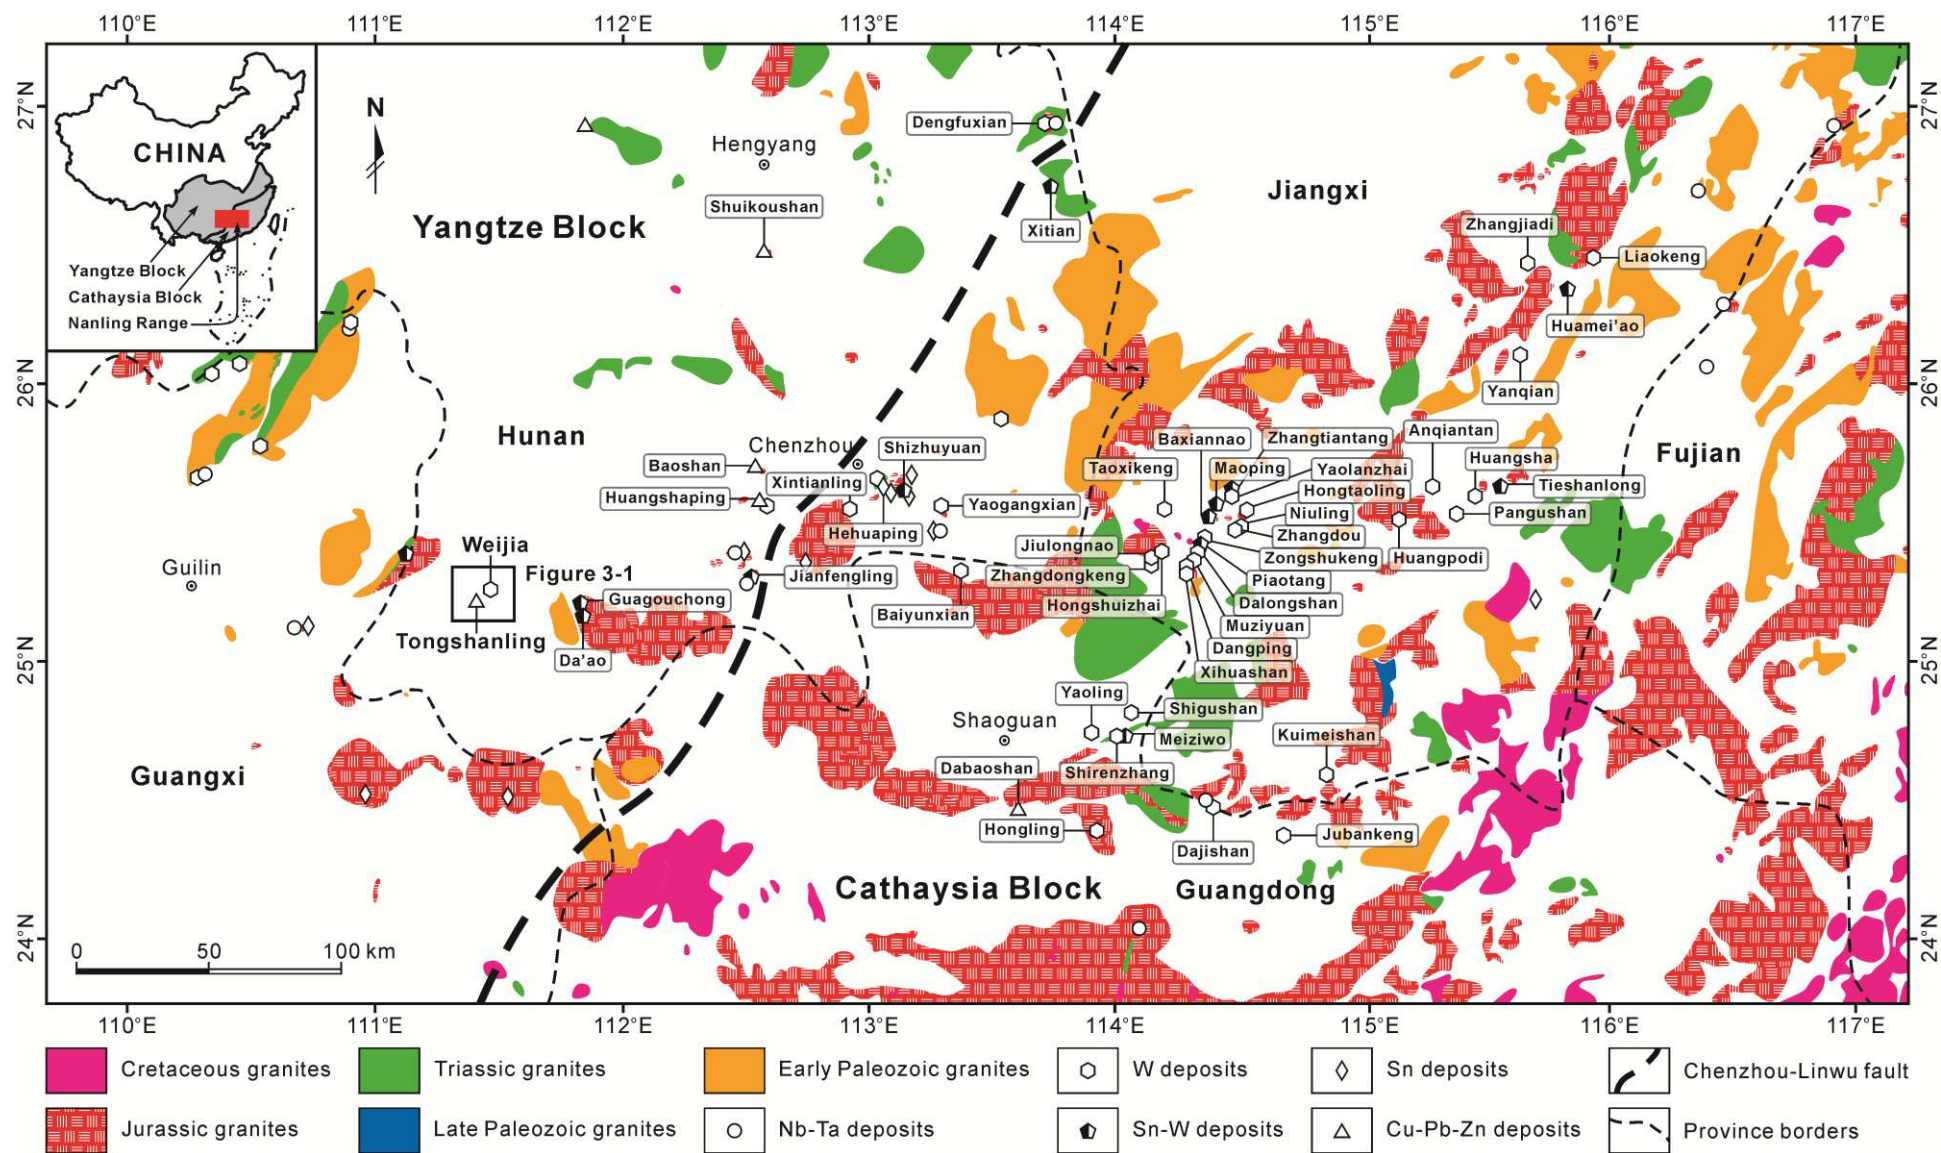 110°E 111°E 112°E 113°E 114°E 115°E 116°E 117°E
27°N
26°N
25°N
24°N
27°N
26°N
25°N
24°N
CHINA
Yangtze Block
Cathaysia Block
Nanling Range
N
Hengyang
Shuikoushan
Yangtze Block
Dengfuxian
Xitian
Jiangxi
Zhangjiadi
Liaokeng
Huamei’ao
Yanqian
Fujian
Hunan
Chenzhou
Baoshan
Huangshaping
Xintianling
Shizhuyuan
Hehuaping
Yaogangxian
Baxiannao
Zhangtiantang
Taoxikeng
Maoping
Yaolanzhai
Hongtaoling
Niuling
Zhangdou
Zongshukeng
Piaotang
Dalongshan
Muziyuan
Dangping
Xihuashan
Anqiantan
Huangsha
Tieshanlong
Pangushan
Huangpodi
Jiulongnao
Zhangdongkeng
Hongshuizhai
Baiyunxian
Jianfengling
Guilin
Weijia
Figure 3-1
Tongshanling
Guagouchong
Da’ao
Yaoling
Shigushan
Shaoguan
Meiziwo
Kuimeishan
Dabaoshan
Shirenzhang
Hongling
Dajishan
Jubankeng
Guangxi
Cathaysia Block
Guangdong
0 50 100 km
110°E 111°E 112°E 113°E 114°E 115°E 116°E 117°E
Cretaceous granites
Triassic granites
Early Paleozoic granites
W deposits
Sn deposits
Chenzhou-Linwu fault
Jurassic granites
Late Paleozoic granites
Nb-Ta deposits
Sn-W deposits
Cu-Pb-Zn deposits
Province borders